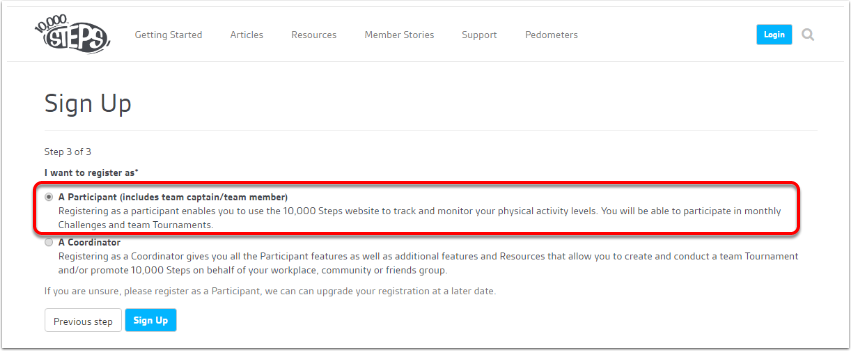 10,000
STEPS
Getting Started Articles Resources Member Stories Support Pedometers Login
Sign Up
Step 3 of 3
I want to register as*
A Participant (includes team captain/team member)
Registering as a participant enables you to use the 10,000 Steps website to track and monitor your physical activity levels. You will be able to participate in monthly
Challenges and team Tournaments.
A Coordinator
Registering as a Coordinator gives you all the Participant features as well as additional features and Resources that allow you to create and conduct a team Tournament
and/or promote 10,000 Steps on behalf of your workplace, community or friends group.
If you are unsure, please register as a Participant, we can can upgrade your registration at a later date.
Previous step Sign Up